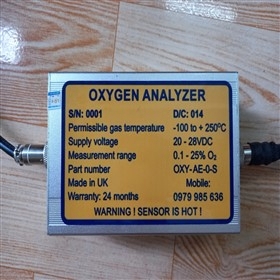 OXYGEN ANALYZER
S/N: 0001 D/C: 014
Permissible gas temperature -100 to + 250°C
Supply voltage 20 - 28VDC
Measurement range 0.1 - 25% O₂
Part number OXY-AE-0-S
Made in UK Mobile:
Warranty: 24 months 0979 985 636
WARNING ! SENSOR IS HOT !